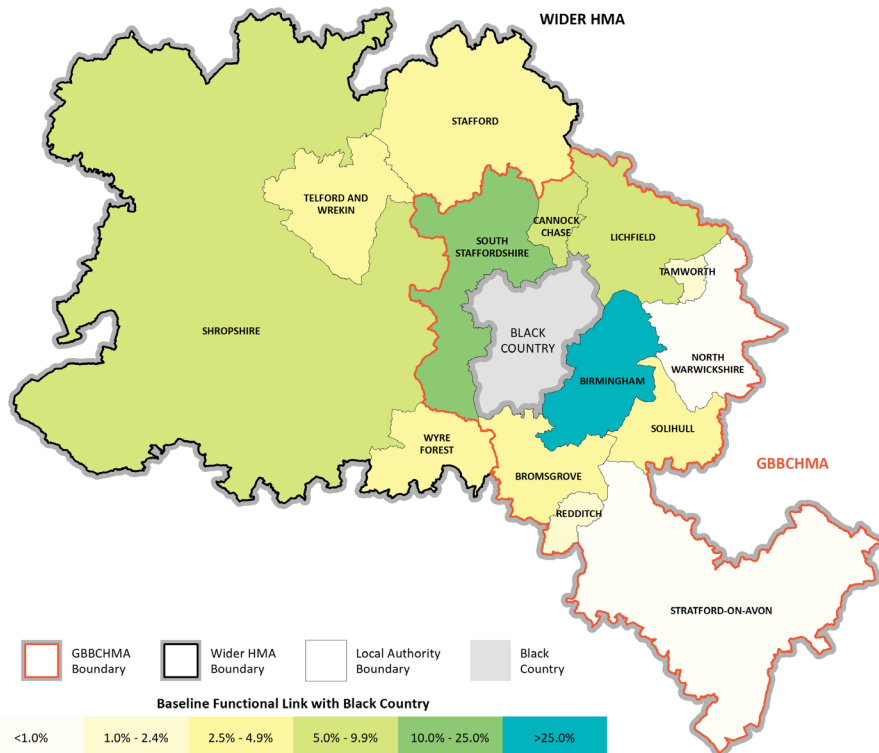 WIDER HMA
STAFFORD
TELFORD AND
WREKIN
CANNOCK
CHASE
LICHFIELD
SOUTH
STAFFORDSHIRE
TAMWORTH
SHROPSHIRE
BLACK
COUNTRY
NORTH
WARWICKSHIRE
BIRMINGHAM
SOLIHULL
WYRE
FOREST
GBBCHMA
BROMSGROVE
REDDITCH
STRATFORD-ON-AVON
GBBCHMA
Boundary
Wider HMA
Boundary
Local Authority
Boundary
Black
Country
Baseline Functional Link with Black Country
<1.0%
1.0% - 2.4%
2.5% - 4.9%
5.0% - 9.9%
10.0% - 25.0%
>25.0%